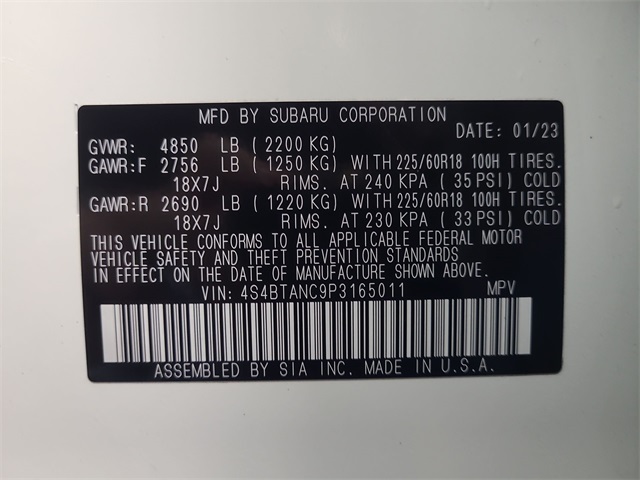 MFD BY SUBARU CORPORATION
DATE: 01/23
GVWR: 4850 LB (2200 KG)
GAWR:F 2756 LB (1250 KG) WITH 225/60R18 100H TIRES.
18X7J RIMS. AT 240 KPA (35 PSI) COLD
GAWR:R 2690 LB (1220 KG) WITH 225/60R18 100H TIRES.
18X7J RIMS. AT 230 KPA (33 PSI) COLD
THIS VEHICLE CONFORMS TO ALL APPLICABLE FEDERAL MOTOR
VEHICLE SAFETY AND THEFT PREVENTION STANDARDS
IN EFFECT ON THE DATE OF MANUFACTURE SHOWN ABOVE.
VIN: 4S4BTANC9P3165011 MPV
ASSEMBLED BY SIA INC. MADE IN U.S.A.